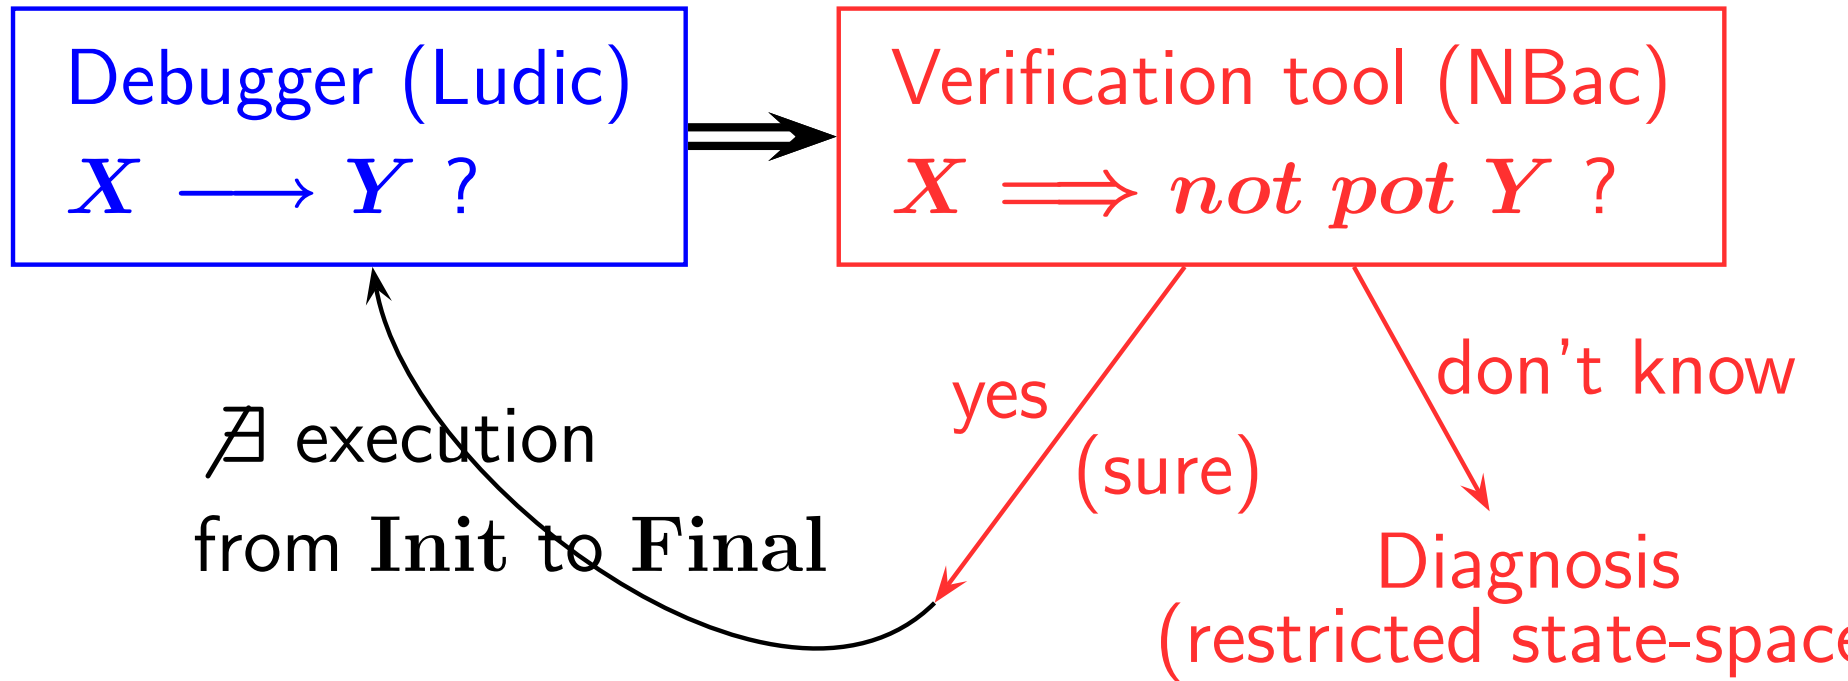 Debugger (Ludic)
X ⟶ Y ?
Verification tool (NBac)
X ⟹ not pot Y ?
yes
(sure)
don't know
∄ execution
from Init to Final
Diagnosis
(restricted state-space